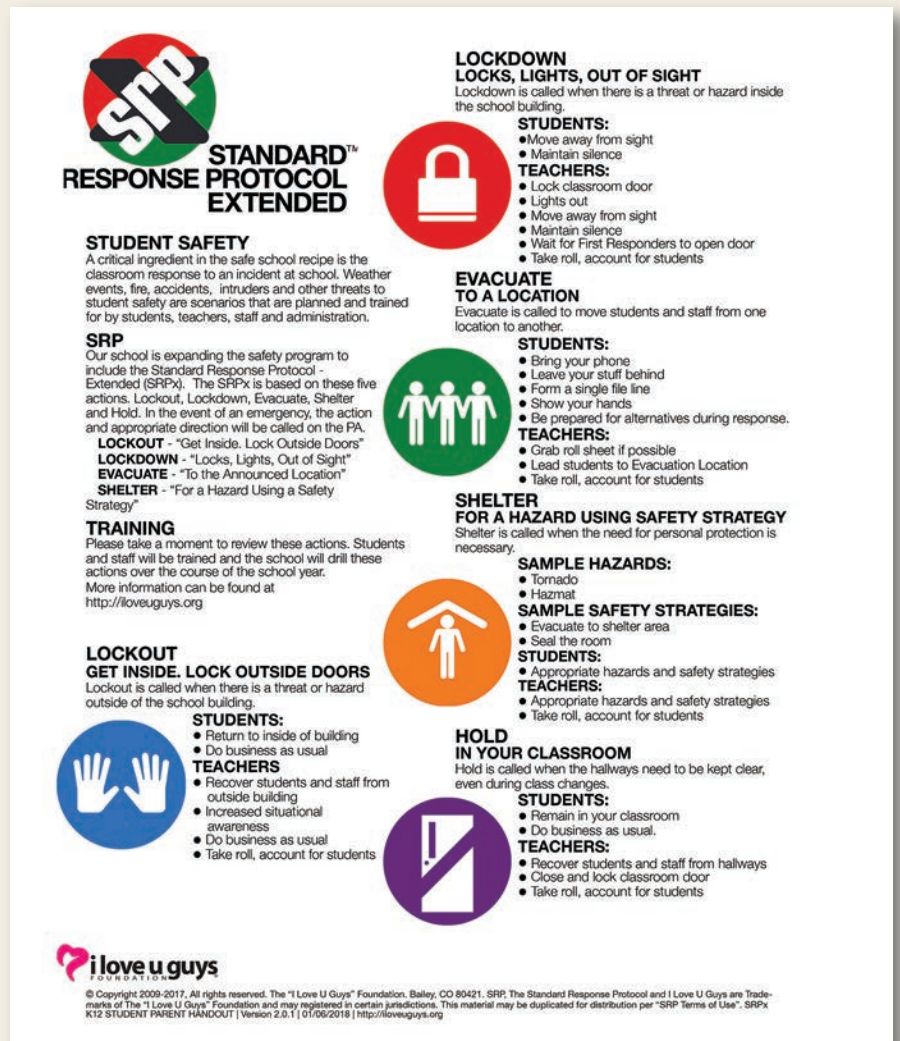 srp
STANDARD™
RESPONSE PROTOCOL
EXTENDED
STUDENT SAFETY
A critical ingredient in the safe school recipe is the
classroom response to an incident at school. Weather
events, fire, accidents, intruders and other threats to
student safety are scenarios that are planned and trained
for by students, teachers, staff and administration.
SRP
Our school is expanding the safety program to
include the Standard Response Protocol -
Extended (SRPx). The SRPx is based on these five
actions. Lockout, Lockdown, Evacuate, Shelter
and Hold. In the event of an emergency, the action
and appropriate direction will be called on the PA.
LOCKOUT - "Get Inside. Lock Outside Doors"
LOCKDOWN - "Locks, Lights, Out of Sight"
EVACUATE - "To the Announced Location"
SHELTER - "For a Hazard Using a Safety
Strategy"
TRAINING
Please take a moment to review these actions. Students
and staff will be trained and the school will drill these
actions over the course of the school year.
More information can be found at
http://iloveuguys.org
LOCKOUT
GET INSIDE. LOCK OUTSIDE DOORS
Lockout is called when there is a threat or hazard
outside of the school building.
STUDENTS:
● Return to inside of building
● Do business as usual
TEACHERS
● Recover students and staff from
outside building
● Increased situational
awareness
● Do business as usual
● Take roll, account for students
LOCKDOWN
LOCKS, LIGHTS, OUT OF SIGHT
Lockdown is called when there is a threat or hazard inside
the school building.
STUDENTS:
●Move away from sight
● Maintain silence
TEACHERS:
● Lock classroom door
● Lights out
● Move away from sight
● Maintain silence
● Wait for First Responders to open door
● Take roll, account for students
EVACUATE
TO A LOCATION
Evacuate is called to move students and staff from one
location to another.
STUDENTS:
● Bring your phone
● Leave your stuff behind
● Form a single file line
● Show your hands
● Be prepared for alternatives during response.
TEACHERS:
● Grab roll sheet if possible
● Lead students to Evacuation Location
● Take roll, account for students
SHELTER
FOR A HAZARD USING SAFETY STRATEGY
Shelter is called when the need for personal protection is
necessary.
SAMPLE HAZARDS:
● Tornado
● Hazmat
SAMPLE SAFETY STRATEGIES:
● Evacuate to shelter area
● Seal the room
STUDENTS:
● Appropriate hazards and safety strategies
TEACHERS:
● Appropriate hazards and safety strategies
● Take roll, account for students
HOLD
IN YOUR CLASSROOM
Hold is called when the hallways need to be kept clear,
even during class changes.
STUDENTS:
● Remain in your classroom
● Do business as usual.
TEACHERS:
● Recover students and staff from hallways
● Close and lock classroom door
● Take roll, account for students
i love u guys
FOUNDATION
© Copyright 2009-2017, All rights reserved. The "I Love U Guys" Foundation. Bailey, CO 80421. SRP, The Standard Response Protocol and I Love U Guys are Trade-
marks of The "I Love U Guys" Foundation and may registered in certain jurisdictions. This material may be duplicated for distribution per "SRP Terms of Use". SRPx
K12 STUDENT PARENT HANDOUT | Version 2.0.1 | 01/06/2018 | http://iloveuguys.org